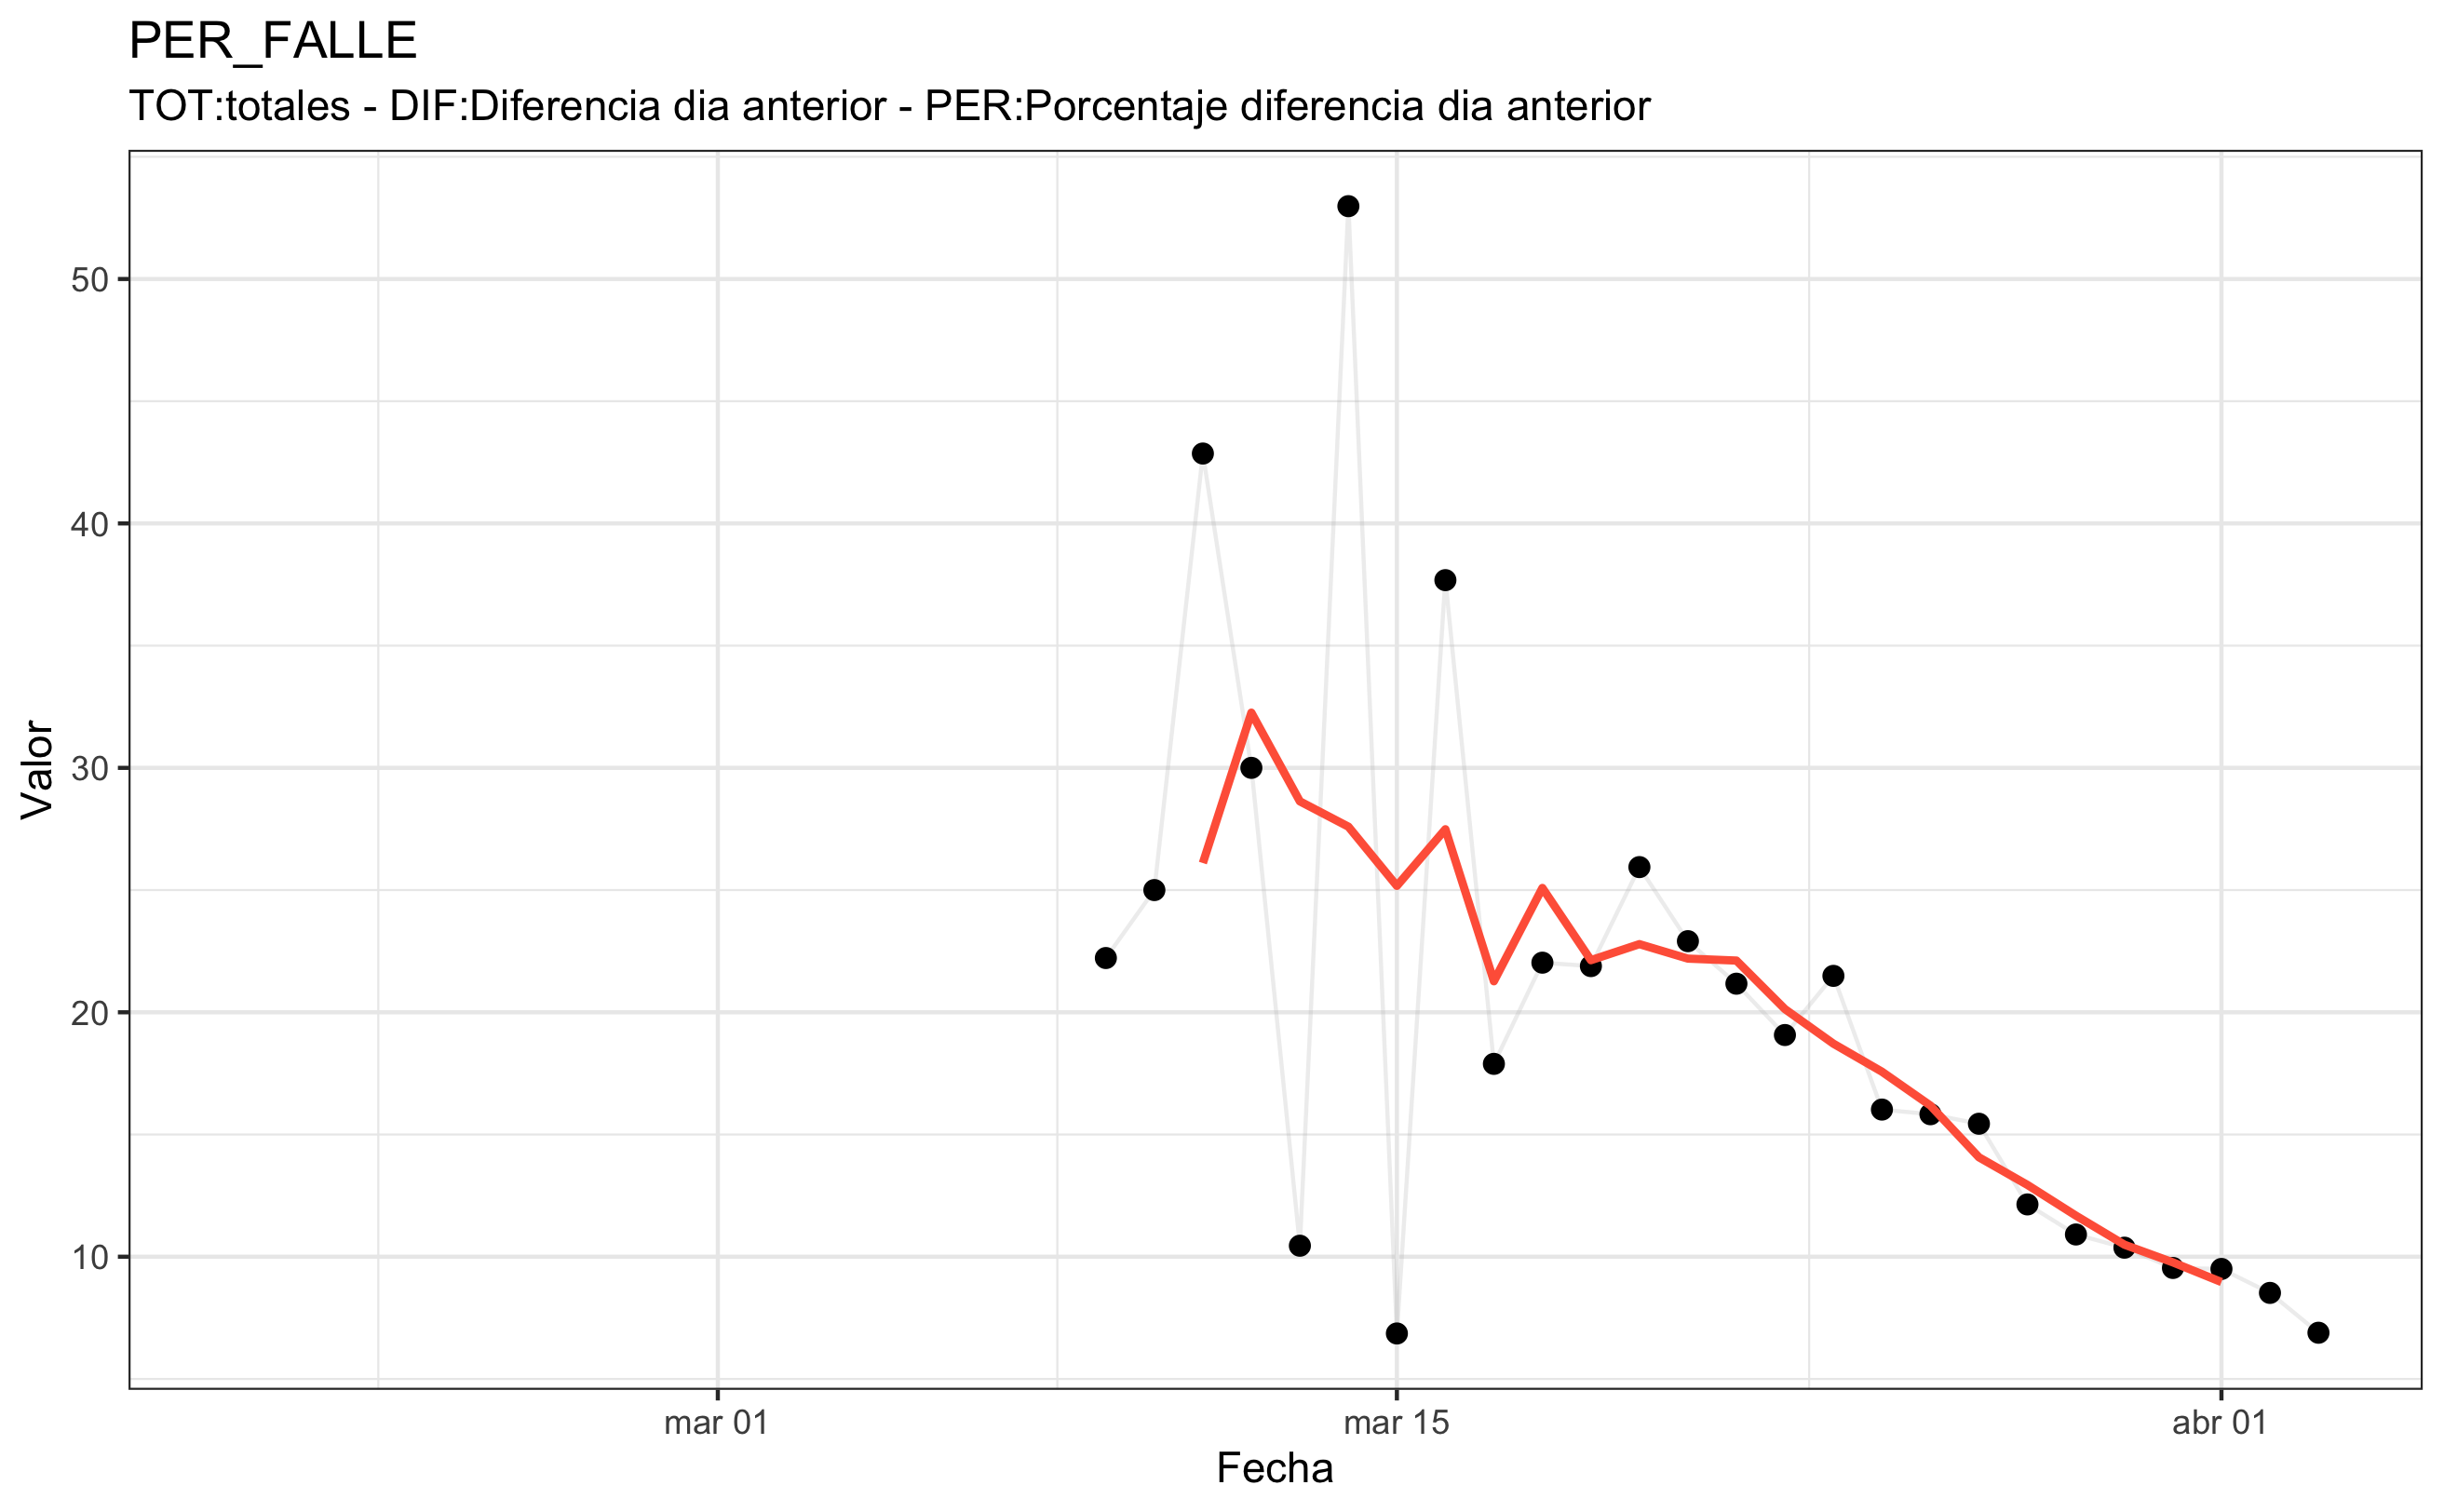 PER_FALLE
TOT:totales - DIF:Diferencia dia anterior - PER:Porcentaje diferencia dia anterior
Valor
50
40
30
20
10
mar 01
mar 15
abr 01
Fecha